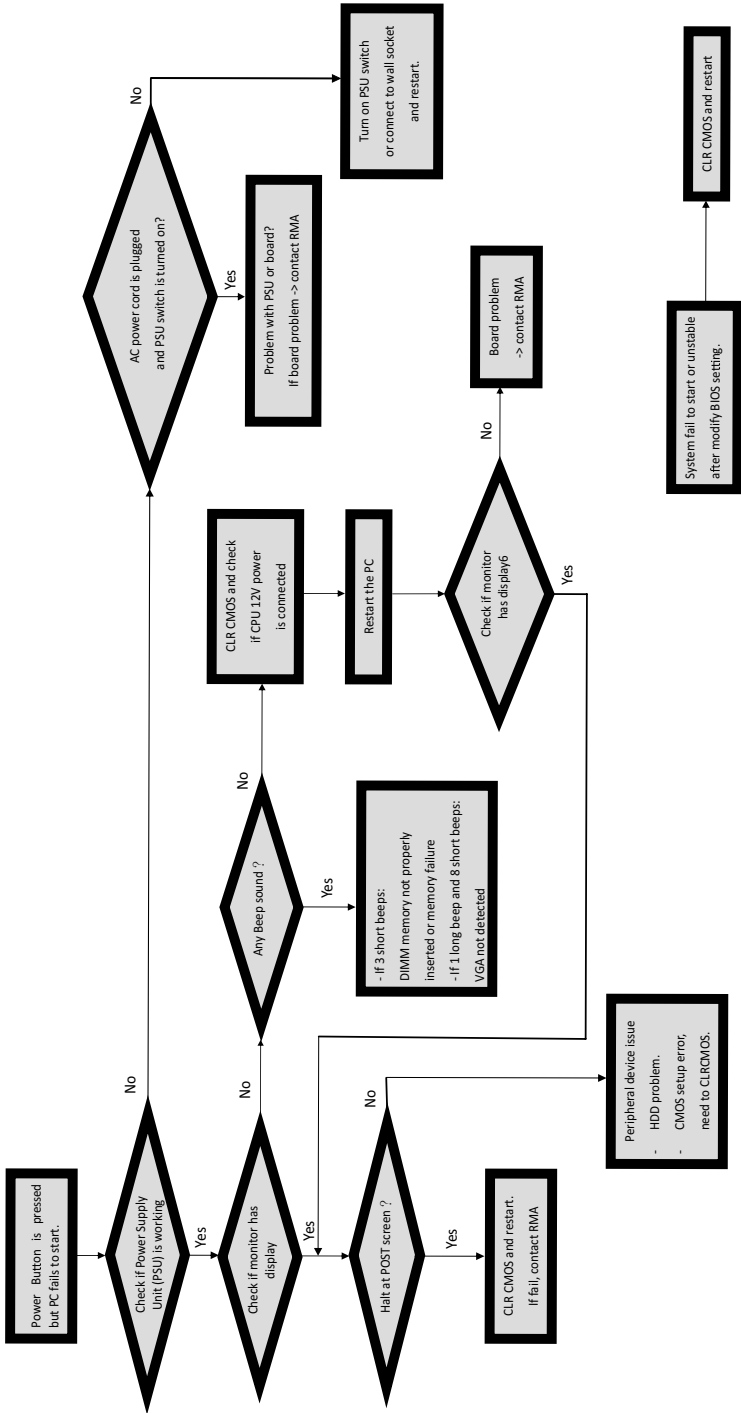 Power Button is pressed
but PC fails to start.
Check if Power Supply
Unit (PSU) is working
No
AC power cord is plugged
and PSU switch is turned on?
No
Turn on PSU switch
or connect to wall socket
and restart.
Yes
Problem with PSU or board?
If board problem -> contact RMA
Yes
Check if monitor has
display
No
Any Beep sound ?
No
CLR CMOS and check
if CPU 12V power
is connected
Restart the PC
Check if monitor
has display6
No
Board problem
-> contact RMA
Yes
Yes
- If 3 short beeps:
DIMM memory not properly
inserted or memory failure
- If 1 long beep and 8 short beeps:
VGA not detected
Yes
Halt at POST screen ?
No
Peripheral device issue
- HDD problem.
- CMOS setup error,
need to CLRCMOS.
Yes
CLR CMOS and restart.
If fail, contact RMA
System fail to start or unstable
after modify BIOS setting.
CLR CMOS and restart